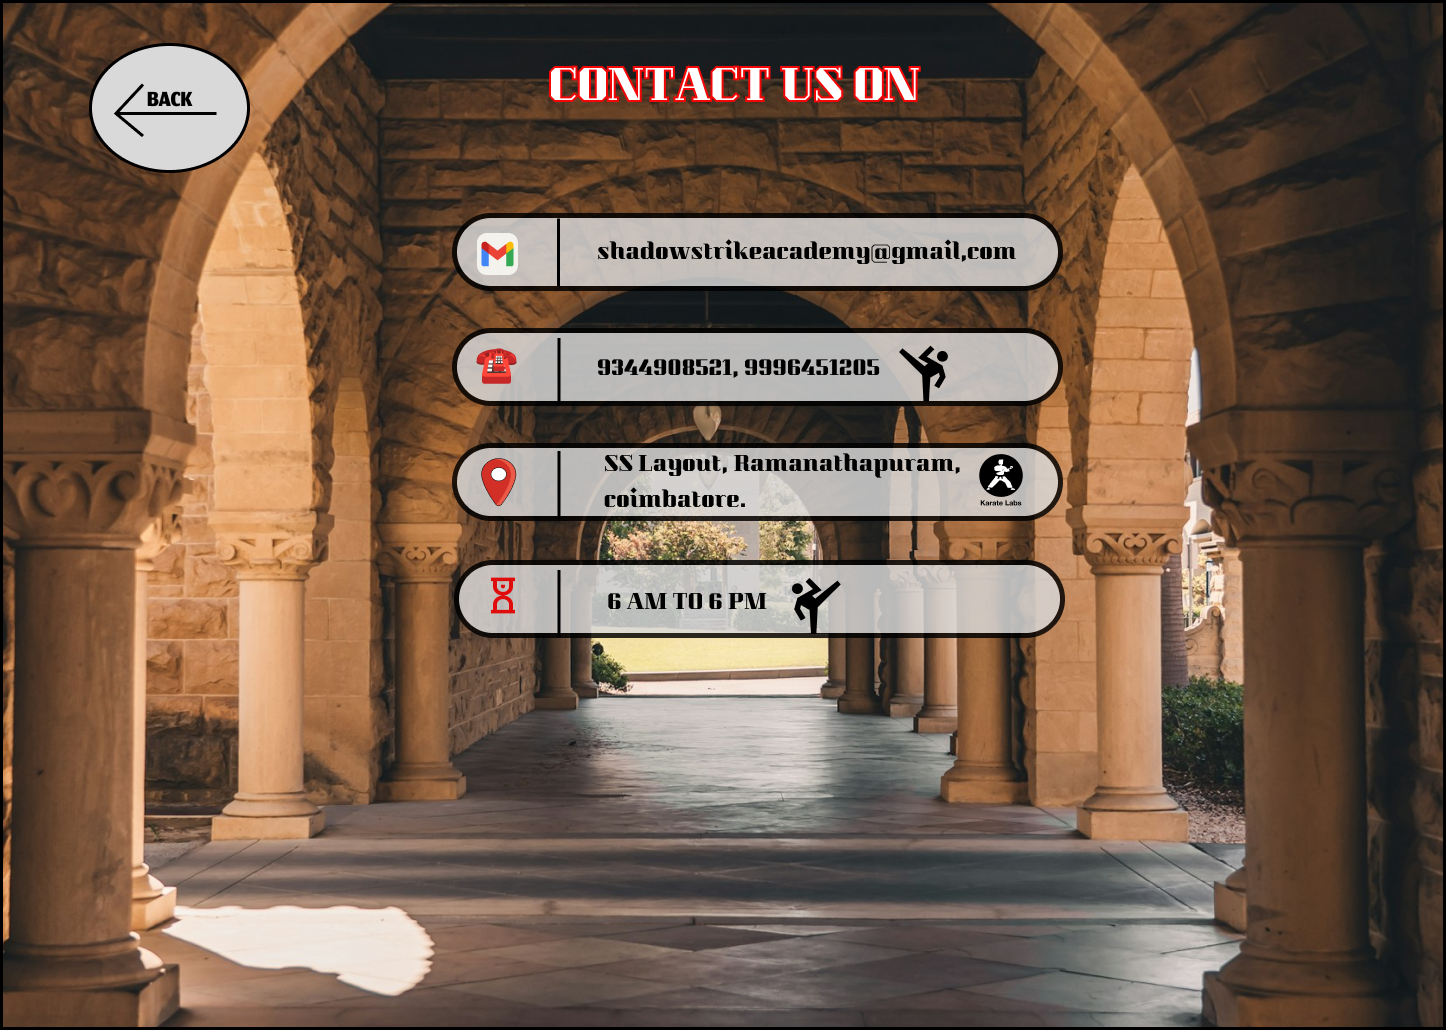 BACK
CONTACT US ON
shadowstrikeacademy@gmail,com
9344908521, 9996451205
SS Layout, Ramanathapuram,
coimbatore.
Karate Labs
6 AM TO 6 PM